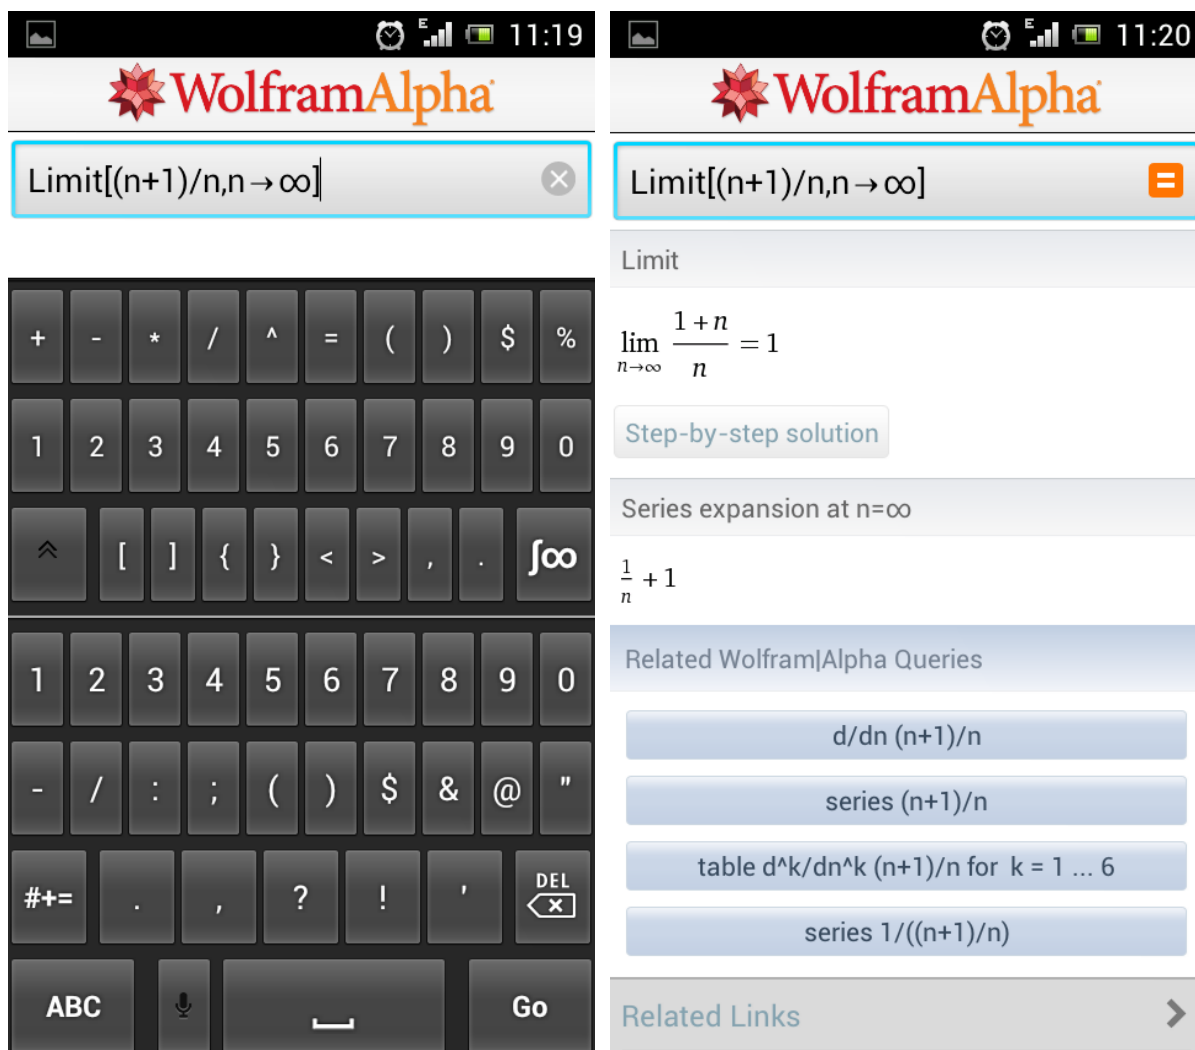 E 11:19
WolframAlpha
Limit[(n+1)/n,n→∞]
+ - * / ^ = ( ) $ %
1 2 3 4 5 6 7 8 9 0
[ ] { } < > , . ∫∞
1 2 3 4 5 6 7 8 9 0
- / : ; ( ) $ & @ "
#+= . , ? ! ' DEL
ABC Go
E 11:20
WolframAlpha
Limit[(n+1)/n,n→∞] =
Limit
lim n→∞ (1+n)/n = 1
Step-by-step solution
Series expansion at n=∞
1/n + 1
Related Wolfram|Alpha Queries
d/dn (n+1)/n
series (n+1)/n
table d^k/dn^k (n+1)/n for k = 1 ... 6
series 1/((n+1)/n)
Related Links